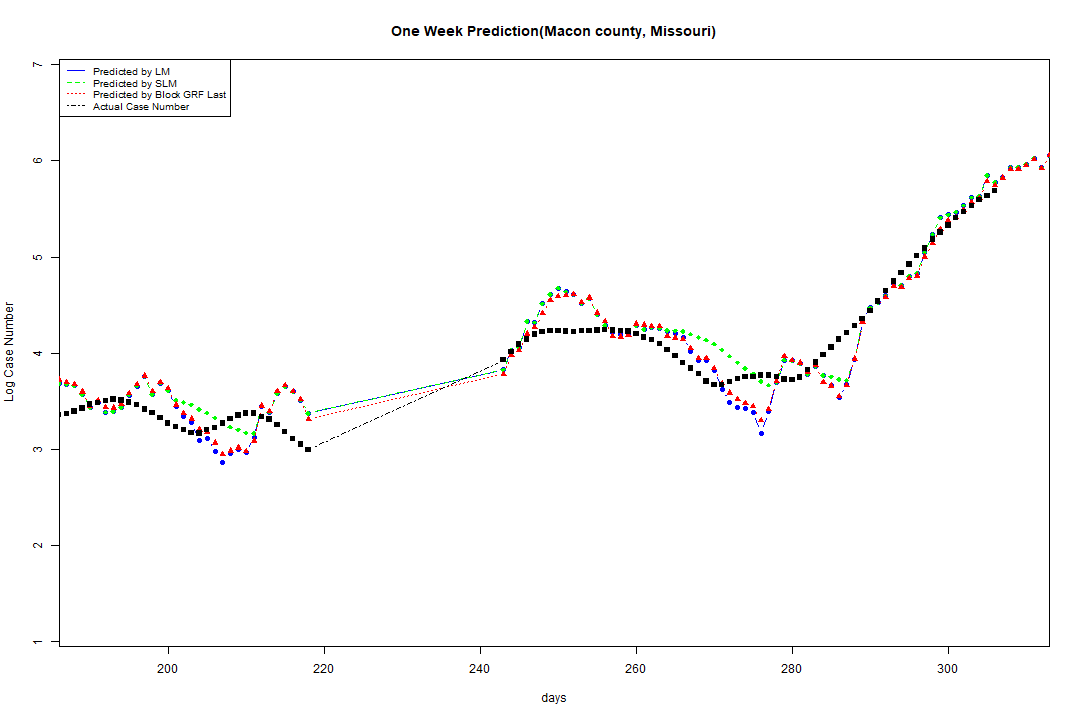 One Week Prediction(Macon county, Missouri)
Predicted by LM
Predicted by SLM
Predicted by Block GRF Last
Actual Case Number
Log Case Number
7
6
5
4
3
2
1
200 220 240 260 280 300
days